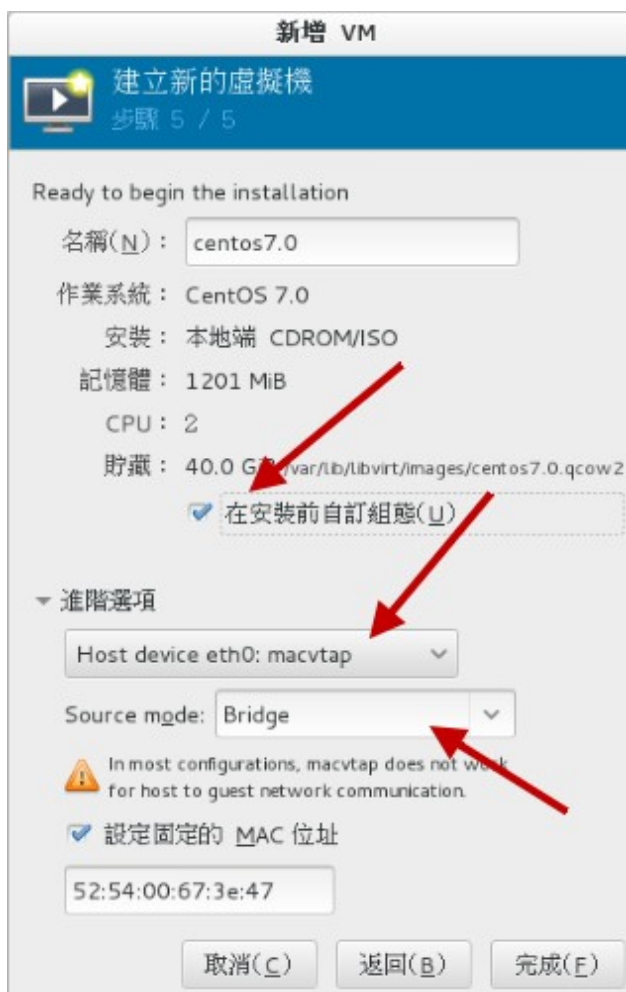 新增 VM
建立新的虛擬機
步驟 5 / 5
Ready to begin the installation
名稱(N)： centos7.0
作業系統： CentOS 7.0
安裝： 本地端 CDROM/ISO
記憶體： 1201 MiB
CPU： 2
貯藏： 40.0 /var/lib/libvirt/images/centos7.0.qcow2
在安裝前自訂組態(U)
進階選項
Host device eth0: macvtap
Source mode: Bridge
In most configurations, macvtap does not work
for host to guest network communication.
設定固定的 MAC 位址
52:54:00:67:3e:47
取消(C) 返回(B) 完成(F)